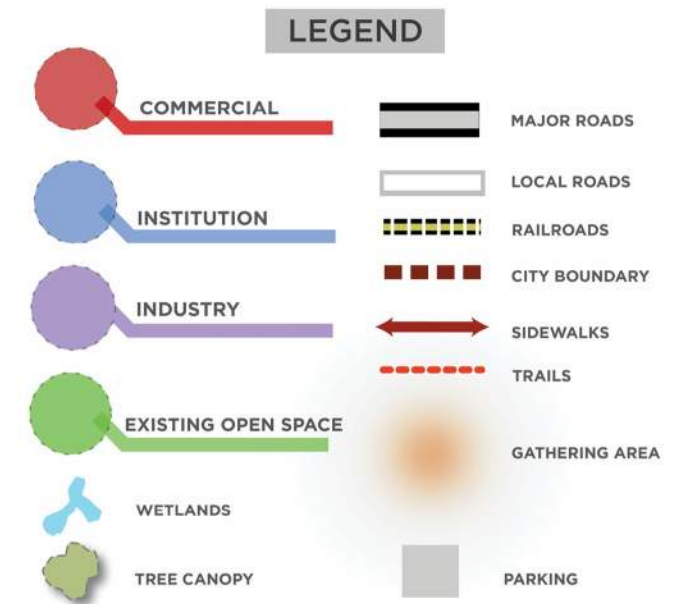 LEGEND
COMMERCIAL
INSTITUTION
INDUSTRY
EXISTING OPEN SPACE
WETLANDS
TREE CANOPY
MAJOR ROADS
LOCAL ROADS
RAILROADS
CITY BOUNDARY
SIDEWALKS
TRAILS
GATHERING AREA
PARKING